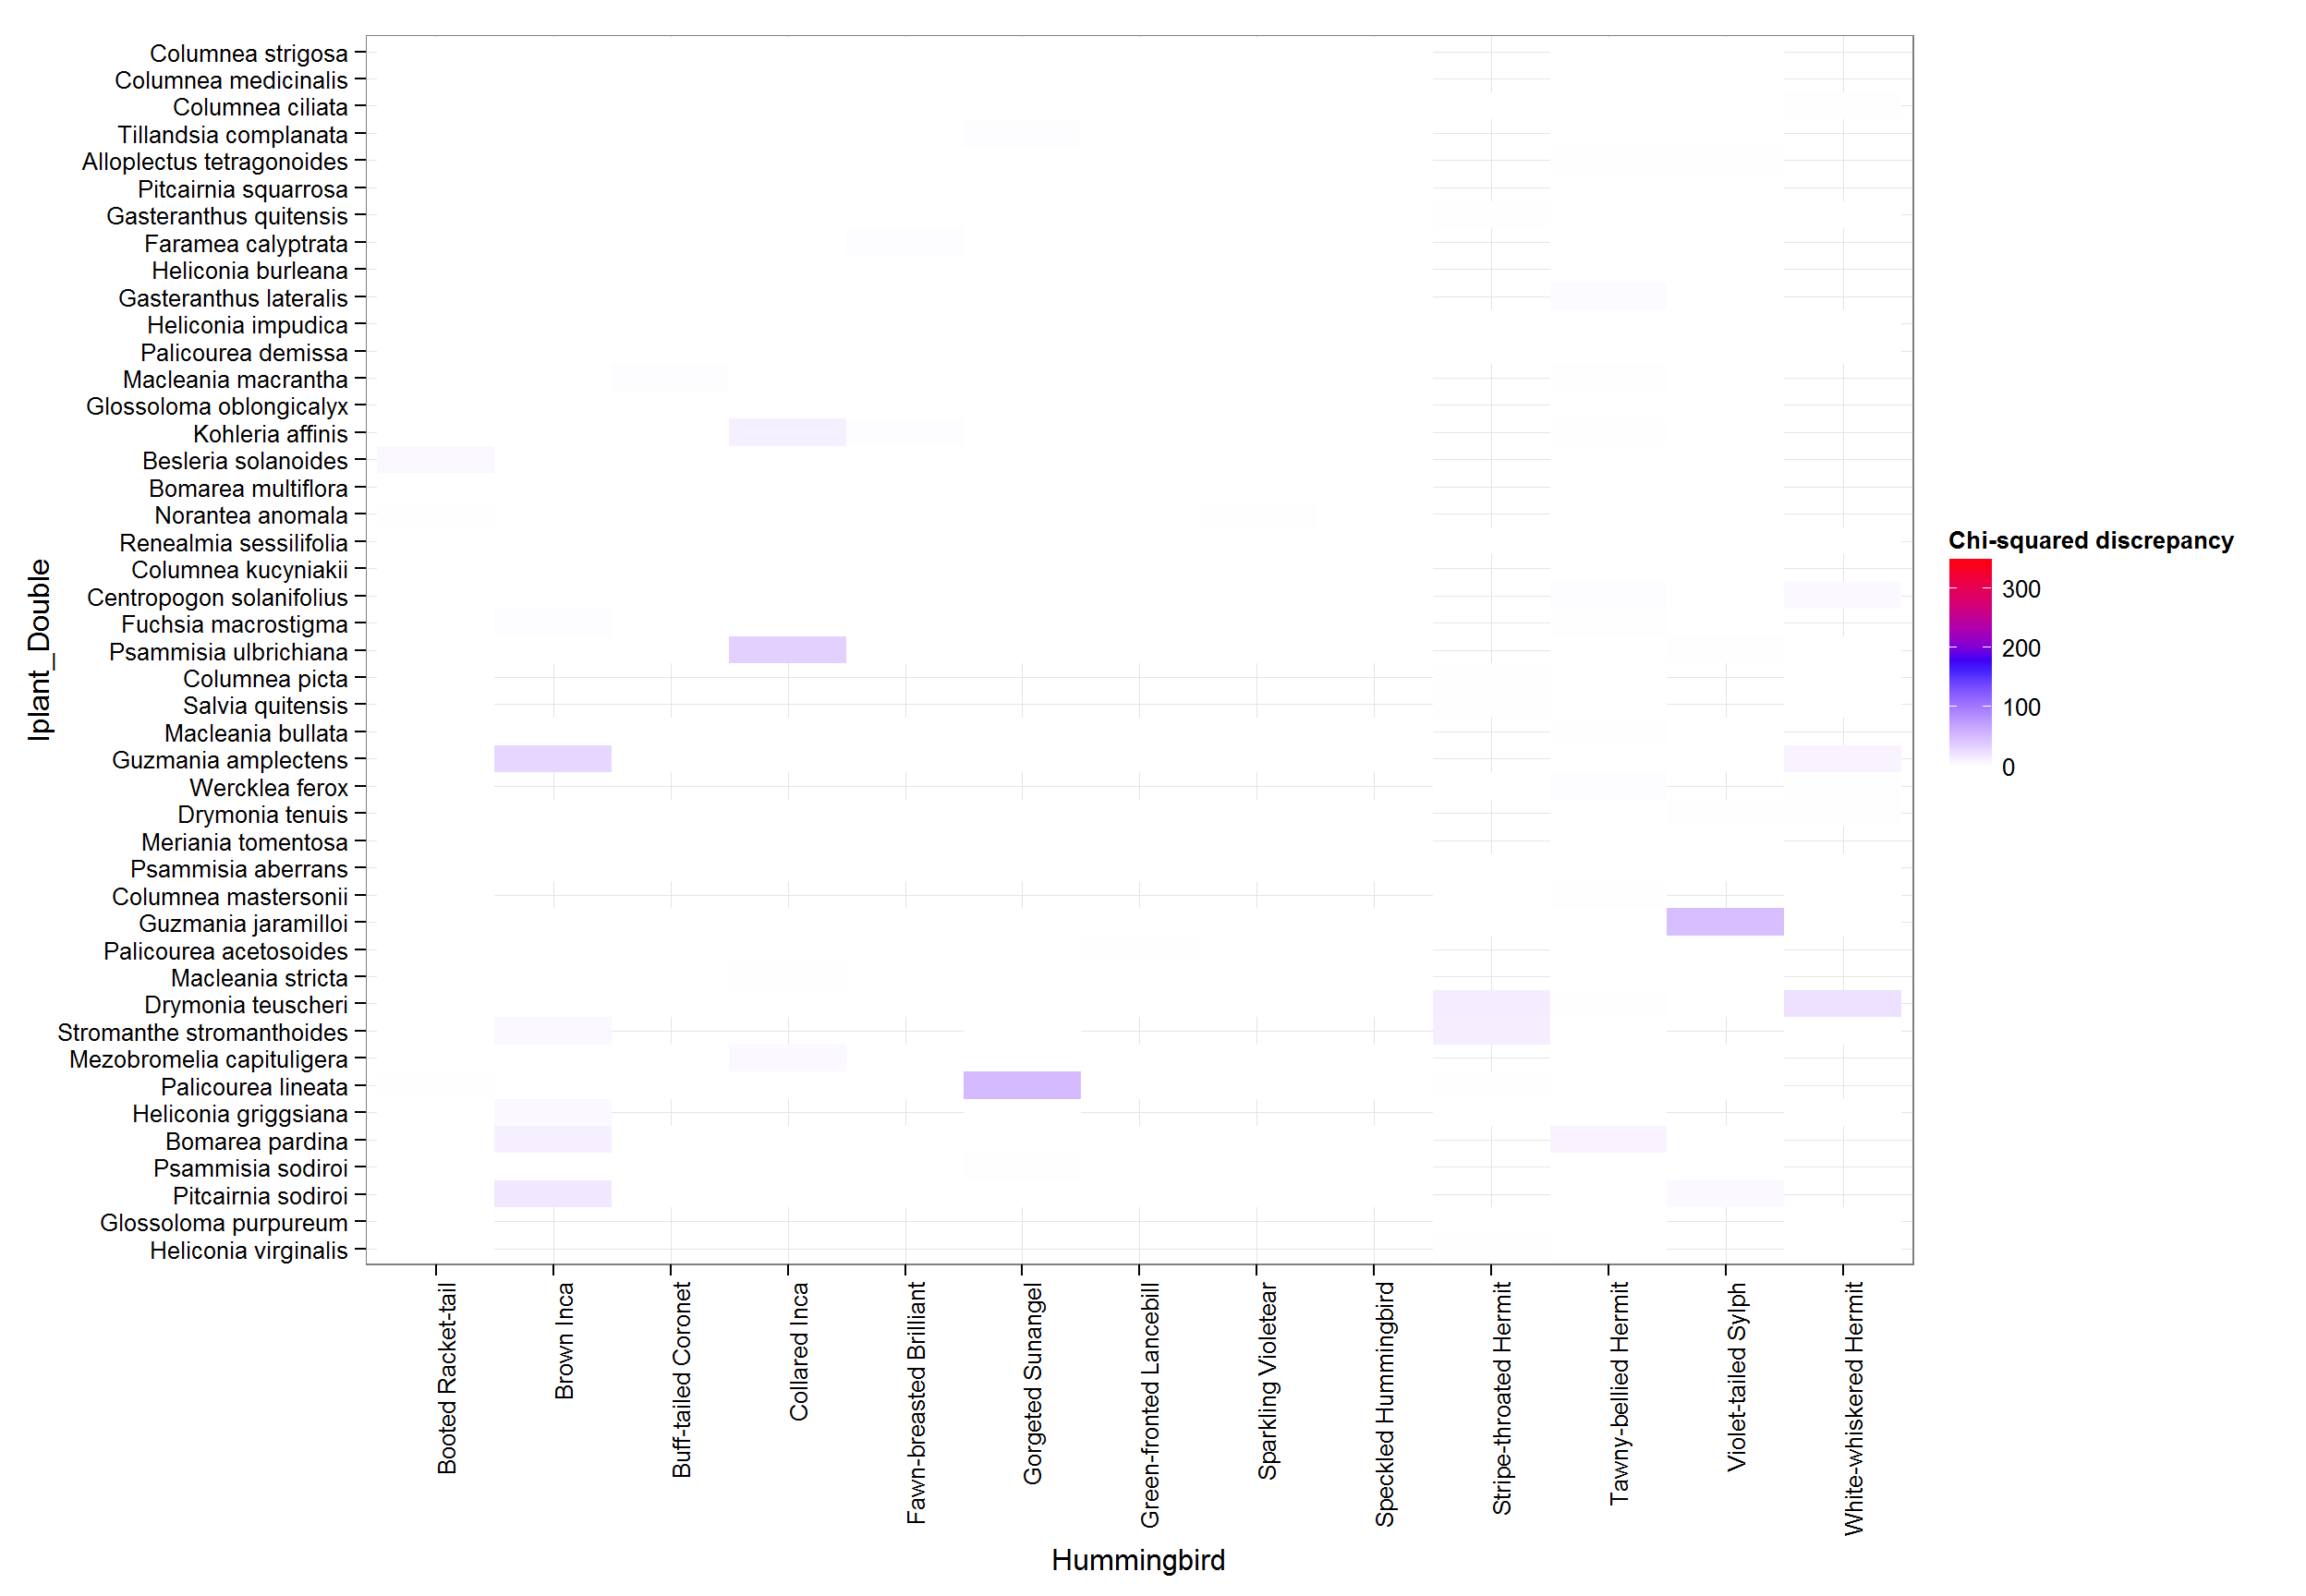 Columnea strigosa
Columnea medicinalis
Columnea ciliata
Tillandsia complanata
Alloplectus tetragonoides
Pitcairnia squarrosa
Gasteranthus quitensis
Faramea calyptrata
Heliconia burleana
Gasteranthus lateralis
Heliconia impudica
Palicourea demissa
Macleania macrantha
Glossoloma oblongicalyx
Kohleria affinis
Besleria solanoides
Bomarea multiflora
Norantea anomala
Renealmia sessilifolia
Columnea kucyniakii
Centropogon solanifolius
Fuchsia macrostigma
Psammisia ulbrichiana
Columnea picta
Salvia quitensis
Macleania bullata
Guzmania amplectens
Wercklea ferox
Drymonia tenuis
Meriania tomentosa
Psammisia aberrans
Columnea mastersonii
Guzmania jaramilloi
Palicourea acetosoides
Macleania stricta
Drymonia teuscheri
Stromanthe stromanthoides
Mezobromelia capituligera
Palicourea lineata
Heliconia griggsiana
Bomarea pardina
Psammisia sodiroi
Pitcairnia sodiroi
Glossoloma purpureum
Heliconia virginalis
Iplant_Double
Booted Racket-tail
Brown Inca
Buff-tailed Coronet
Collared Inca
Fawn-breasted Brilliant
Gorgeted Sunangel
Green-fronted Lancebill
Sparkling Violetear
Speckled Hummingbird
Stripe-throated Hermit
Tawny-bellied Hermit
Violet-tailed Sylph
White-whiskered Hermit
Hummingbird
Chi-squared discrepancy
300
200
100
0